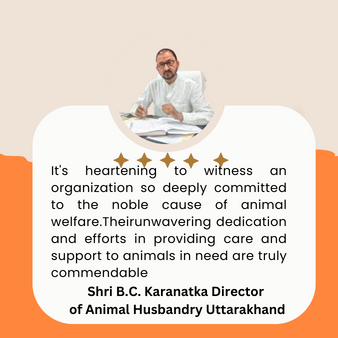 It's heartening to witness an
organization so deeply committed
to the noble cause of animal
welfare.Theirunwavering dedication
and efforts in providing care and
support to animals in need are truly
commendable
Shri B.C. Karanatka Director
of Animal Husbandry Uttarakhand